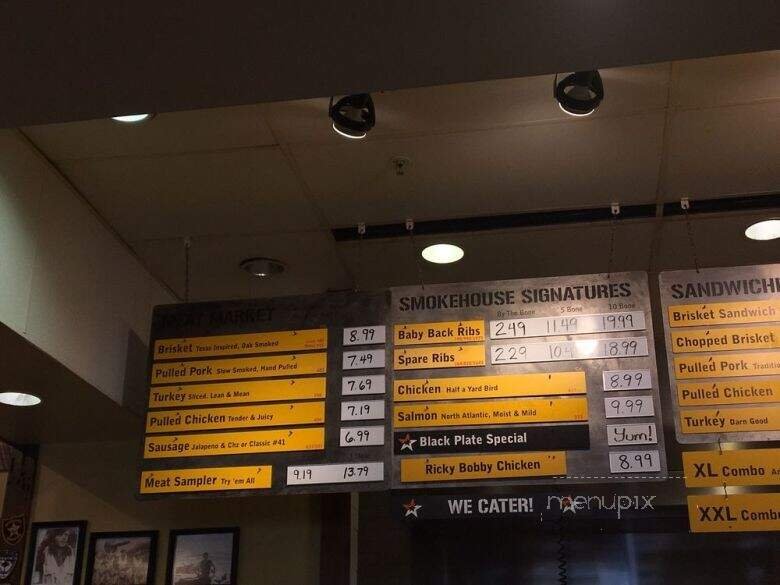 MEAT MARKET
Brisket Texas Inspired, Oak Smoked 8.99
Pulled Pork Slow Smoked, Hand Pulled 7.49
Turkey Sliced, Lean & Mean 7.69
Pulled Chicken Tender & Juicy 7.19
Sausage Jalapeno & Chz or Classic #41 6.99
Meat Sampler Try 'em All 9.19 13.79
SMOKEHOUSE SIGNATURES
By The Bone 5 Bone 10 Bone
Baby Back Ribs 2.49 11.49 19.99
Spare Ribs 2.29 18.99
Chicken Half a Yard Bird 8.99
Salmon North Atlantic, Moist & Mild 9.99
Black Plate Special Yum!
Ricky Bobby Chicken 8.99
WE CATER!
menupix
SANDWICH
Brisket Sandwich
Chopped Brisket
Pulled Pork
Pulled Chicken
Turkey Darn Good
XL Combo
XXL Comb